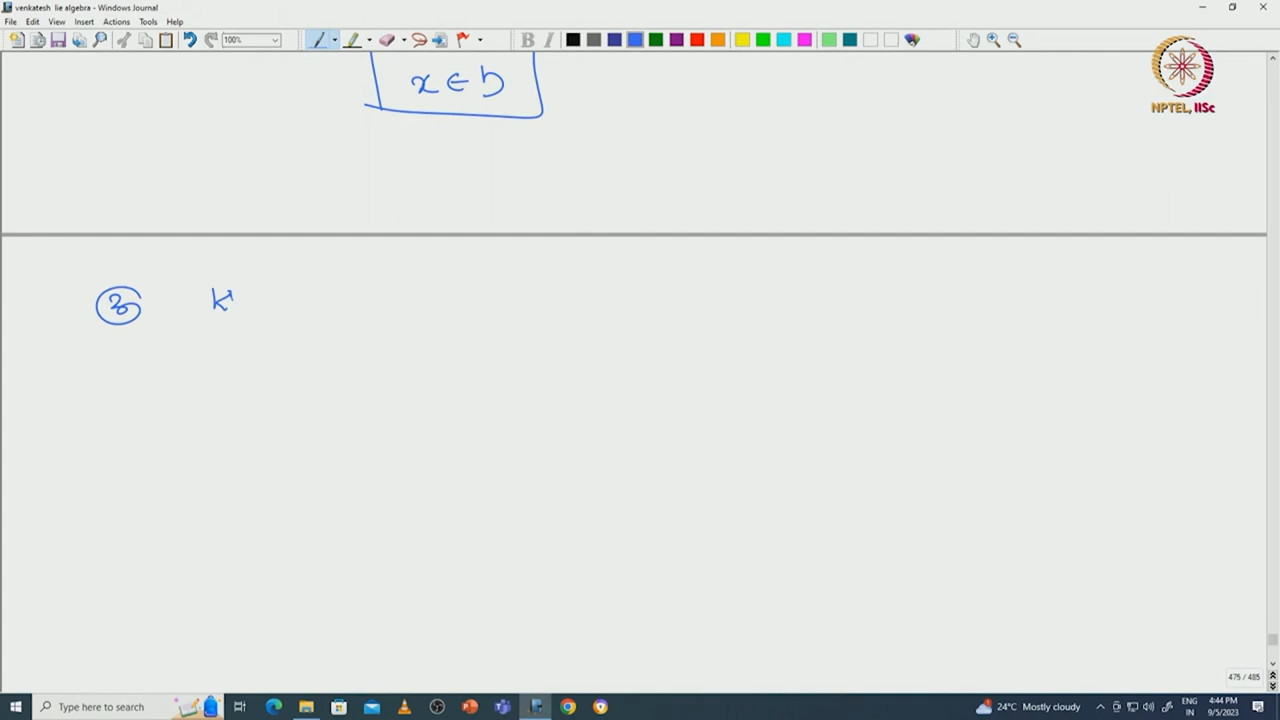 venkatesh lie algebra - Windows Journal
File Edit View Insert Actions Tools Help
100%
B I
NPTEL, IISc
x ∈ b
③
475 / 485
Type here to search
24°C Mostly cloudy
ENG
IN
4:44 PM
9/5/2023